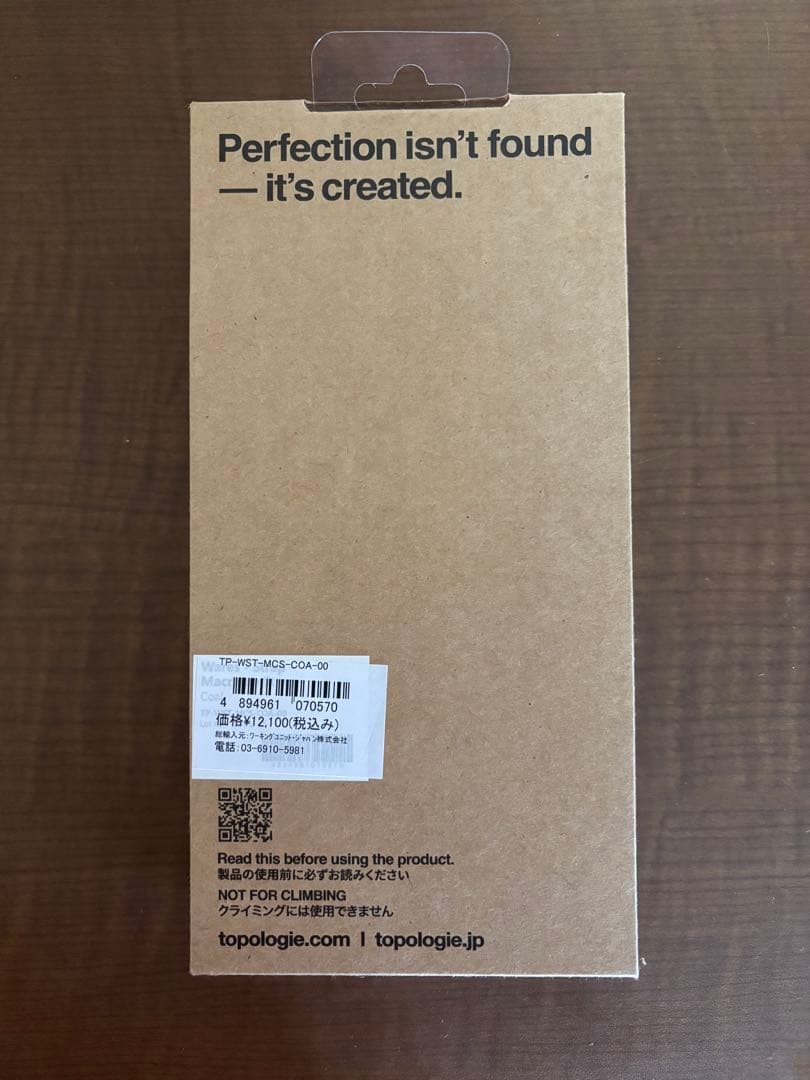 Perfection isn't found
— it's created.
TP-WST-MCS-COA-00
4 894961 070570
価格¥12,100(税込み)
総輸入元:ワーキングユニット・ジャパン株式会社
電話:03-6910-5981
Read this before using the product.
製品の使用前に必ずお読みください
NOT FOR CLIMBING
クライミングには使用できません
topologie.com | topologie.jp